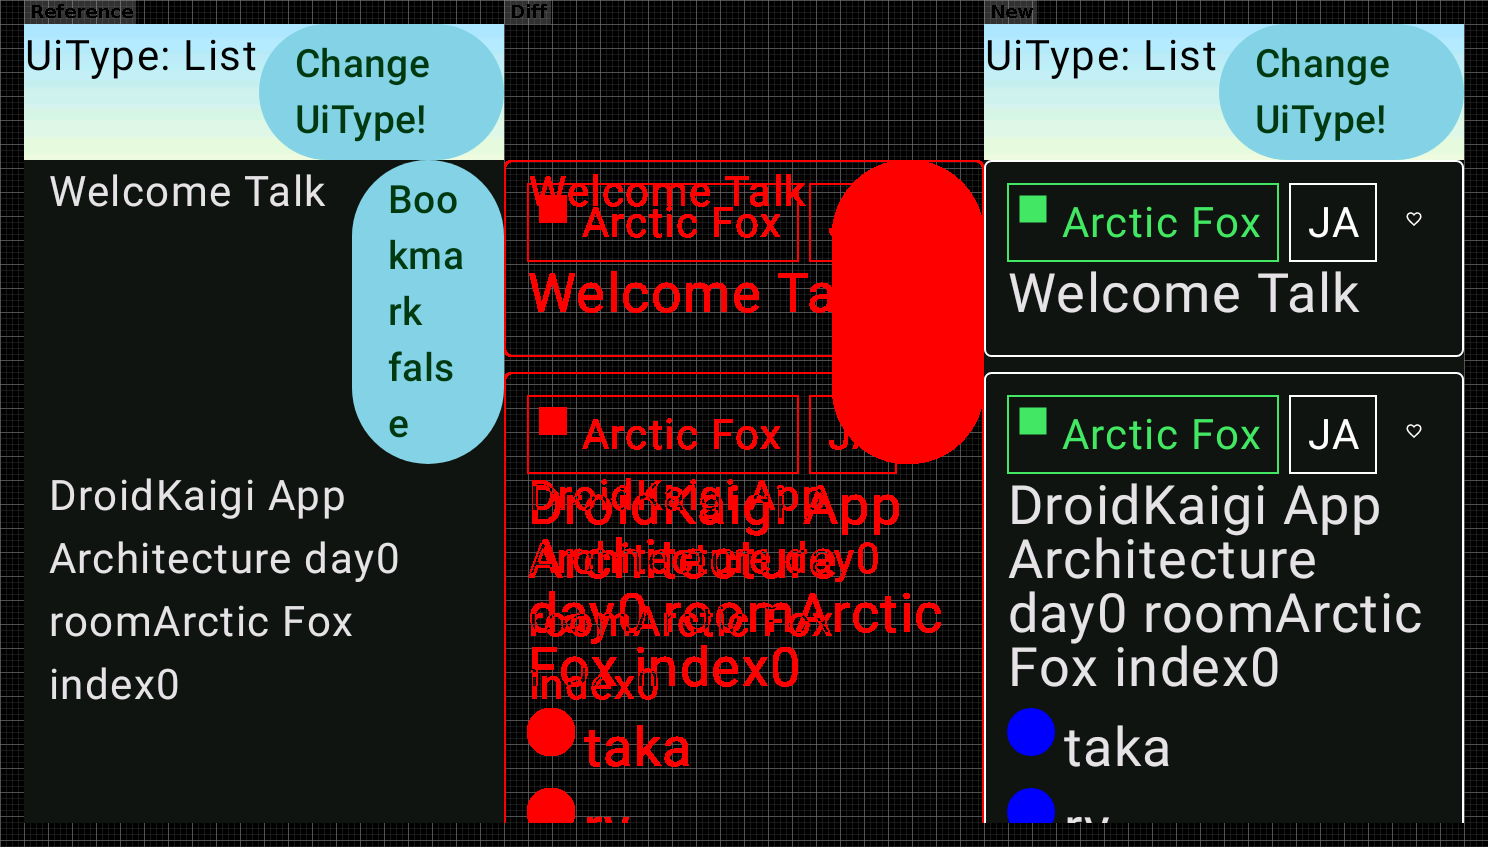 Reference
UiType: List
Change
UiType!
Welcome Talk
Boo
kma
rk
fals
e
DroidKaigi App
Architecture day0
roomArctic Fox
index0
Diff
Welcome Talk
Arctic Fox
Welcome Ta
Arctic Fox
DroidKaigi App
DroidKaigi App
Architecture day0
Architecture
day0 roomArctic
roomArctic Fox
Fox index0
index0
taka
New
UiType: List
Change
UiType!
Arctic Fox
JA
Welcome Talk
Arctic Fox
JA
DroidKaigi App
Architecture
day0 roomArctic
Fox index0
taka